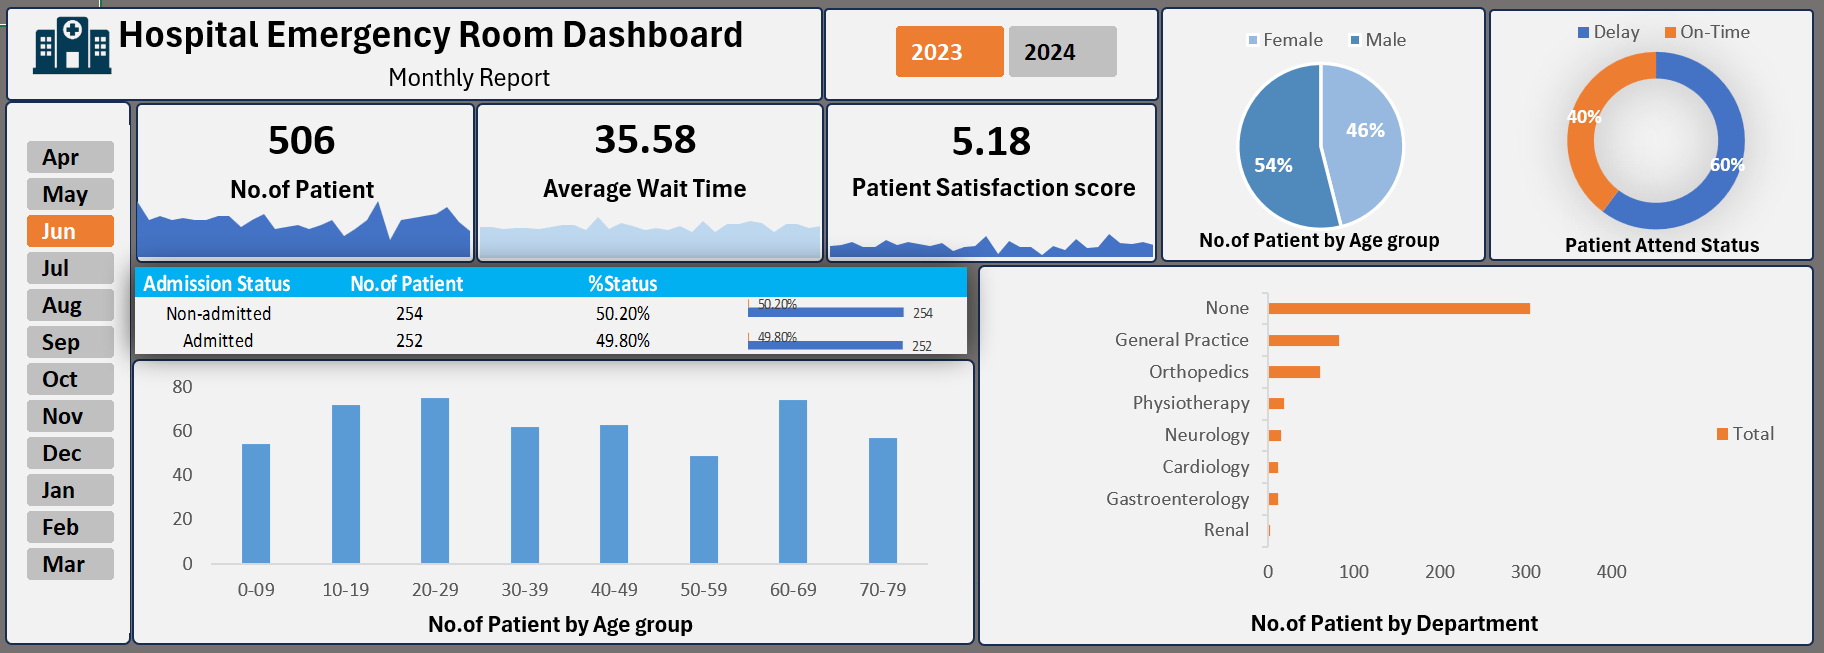 Hospital Emergency Room Dashboard
Monthly Report
2023
2024
Female
Male
46%
54%
No.of Patient by Age group
Delay
On-Time
40%
60%
Patient Attend Status
Apr
May
Jun
Jul
Aug
Sep
Oct
Nov
Dec
Jan
Feb
Mar
506
No.of Patient
35.58
Average Wait Time
5.18
Patient Satisfaction score
Admission Status No.of Patient %Status
Non-admitted 254 50.20% 50.20% 254
Admitted 252 49.80% 49.80% 252
80
60
40
20
0
0-09 10-19 20-29 30-39 40-49 50-59 60-69 70-79
No.of Patient by Age group
None
General Practice
Orthopedics
Physiotherapy
Neurology
Cardiology
Gastroenterology
Renal
0 100 200 300 400
Total
No.of Patient by Department